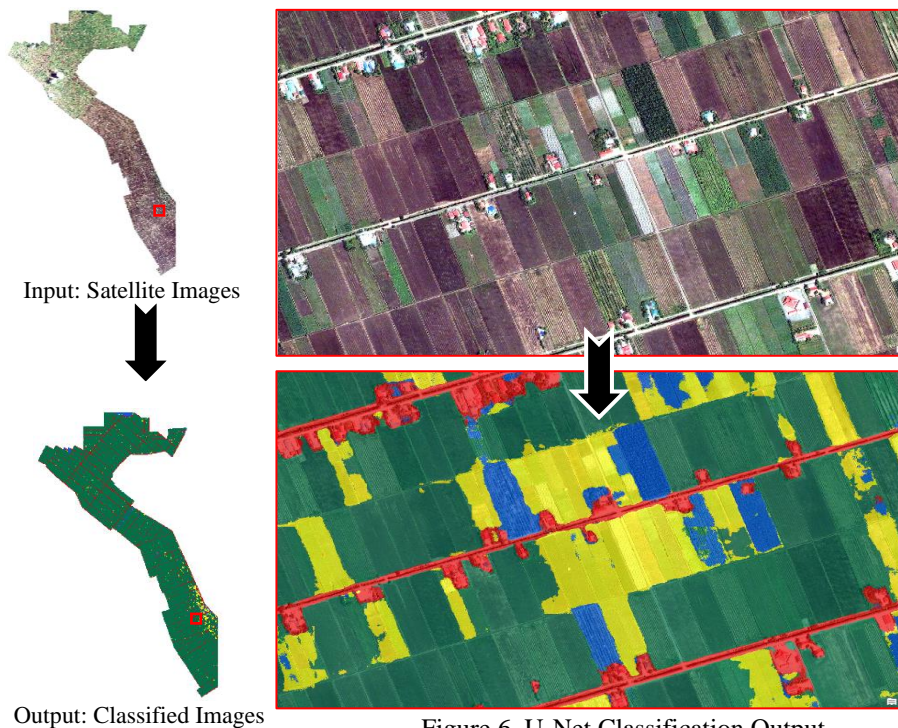 Input: Satellite Images
Output: Classified Images
Figure 6. U-Net Classification Output